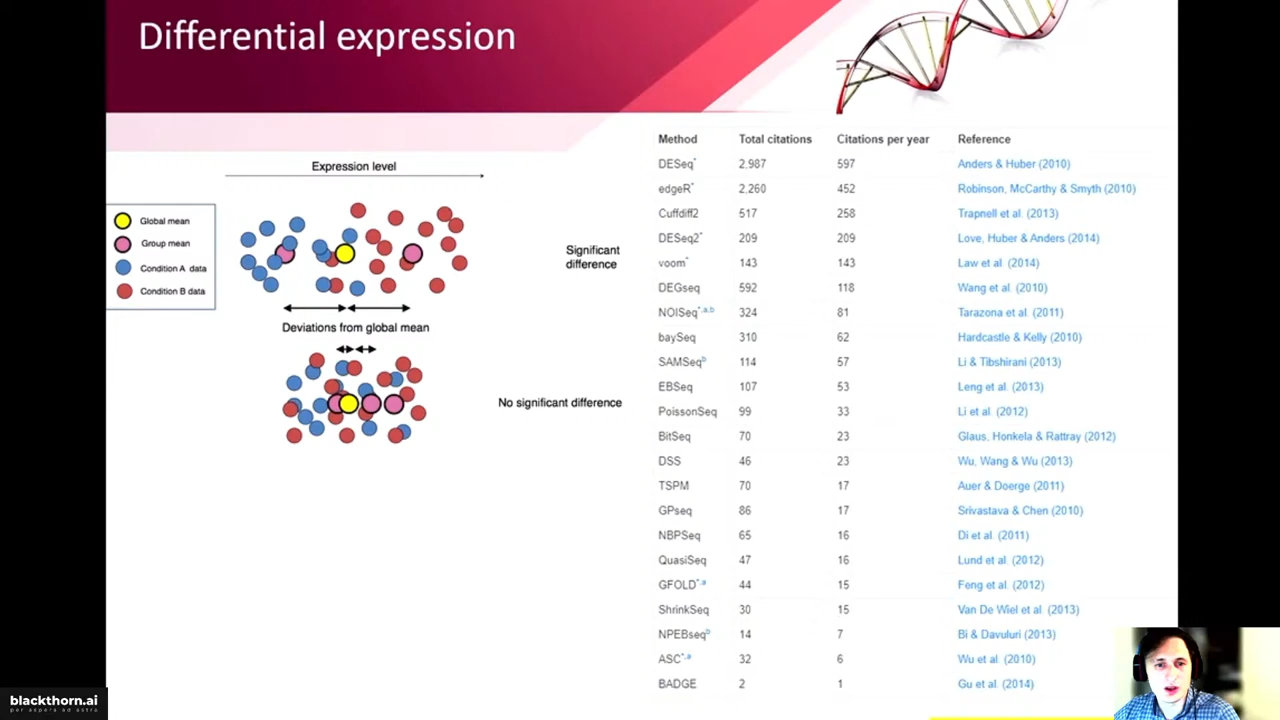 Differential expression
Expression level
Global mean
Group mean
Condition A data
Condition B data
Significant
difference
Deviations from global mean
No significant difference
Method Total citations Citations per year Reference
DESeq* 2,987 597 Anders & Huber (2010)
edgeR* 2,260 452 Robinson, McCarthy & Smyth (2010)
Cuffdiff2 517 258 Trapnell et al. (2013)
DESeq2* 209 209 Love, Huber & Anders (2014)
voom* 143 143 Law et al. (2014)
DEGseq 592 118 Wang et al. (2010)
NOISeq*,a,b 324 81 Tarazona et al. (2011)
baySeq 310 62 Hardcastle & Kelly (2010)
SAMSeqb 114 57 Li & Tibshirani (2013)
EBSeq 107 53 Leng et al. (2013)
PoissonSeq 99 33 Li et al. (2012)
BitSeq 70 23 Glaus, Honkela & Rattray (2012)
DSS 46 23 Wu, Wang & Wu (2013)
TSPM 70 17 Auer & Doerge (2011)
GPseq 86 17 Srivastava & Chen (2010)
NBPSeq 65 16 Di et al. (2011)
QuasiSeq 47 16 Lund et al. (2012)
GFOLD*,a 44 15 Feng et al. (2012)
ShrinkSeq 30 15 Van De Wiel et al. (2013)
NPEBseqb 14 7 Bi & Davuluri (2013)
ASC*,a 32 6 Wu et al. (2010)
BADGE 2 1 Gu et al. (2014)
blackthorn.ai
per aspera ad astra